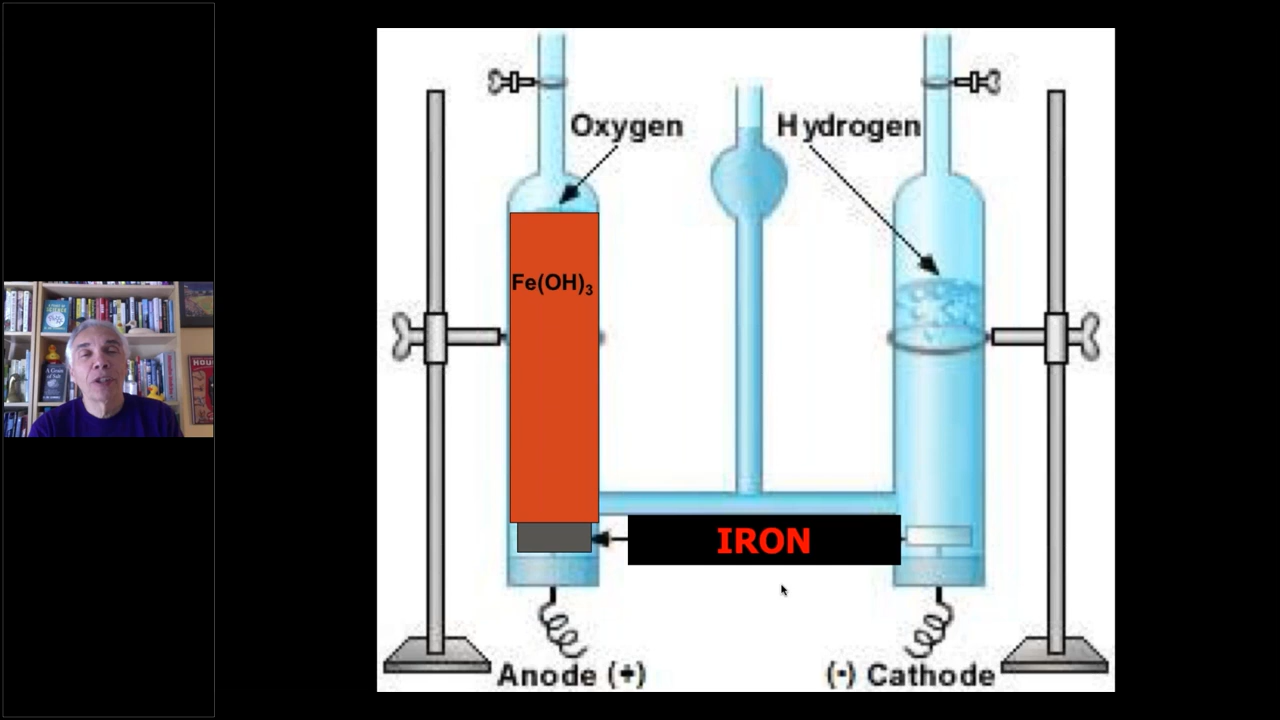 Oxygen
Hydrogen
Fe(OH)₃
IRON
Anode (+)
(-) Cathode